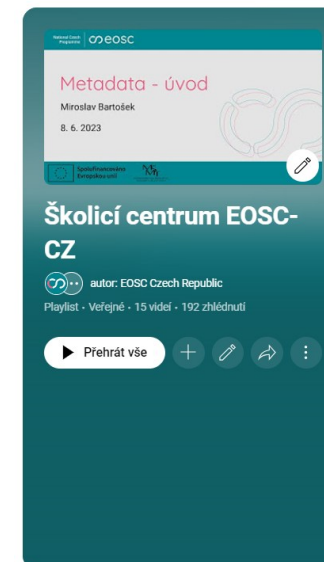 National Czech
Programme
eosc
Metadata - úvod
Miroslav Bartošek
8. 6. 2023
Spolufinancováno
Evropskou unií
Školicí centrum EOSC-
CZ
autor: EOSC Czech Republic
Playlist • Veřejné • 15 videí • 192 zhlédnutí
Přehrát vše